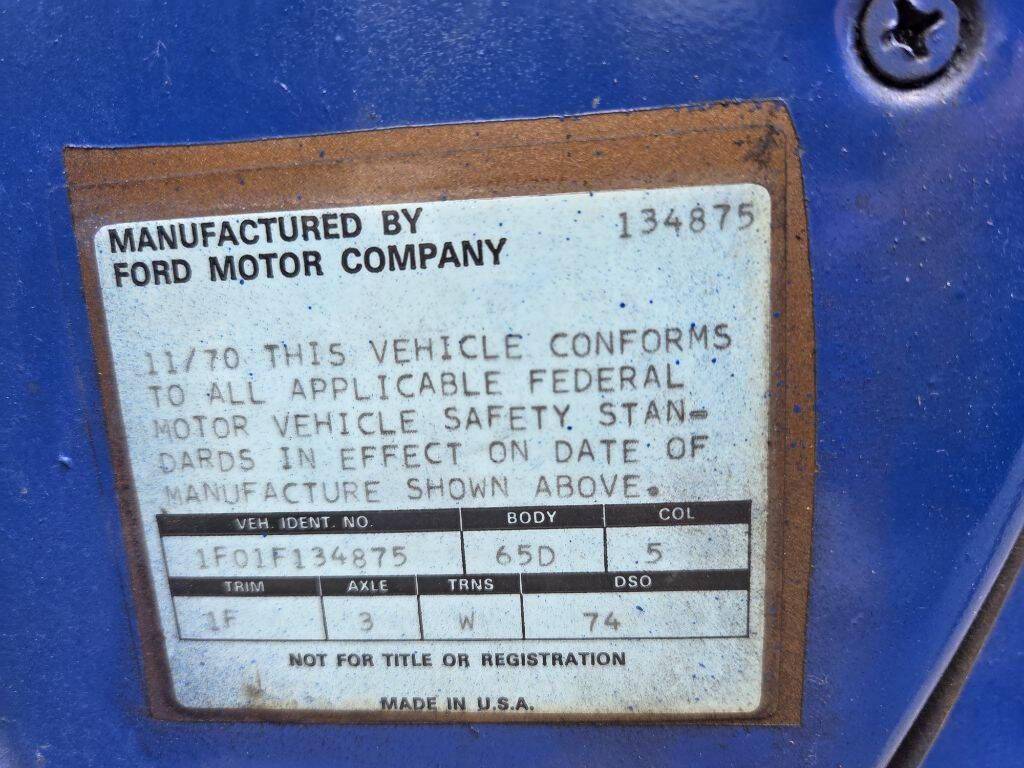 MANUFACTURED BY 134875
FORD MOTOR COMPANY
11/70 THIS VEHICLE CONFORMS
TO ALL APPLICABLE FEDERAL
MOTOR VEHICLE SAFETY STAN-
DARDS IN EFFECT ON DATE OF
MANUFACTURE SHOWN ABOVE.
VEH. IDENT. NO. BODY COL
1F01F134875 65D 5
TRIM AXLE TRNS DSO
1F 3 W 74
NOT FOR TITLE OR REGISTRATION
MADE IN U.S.A.